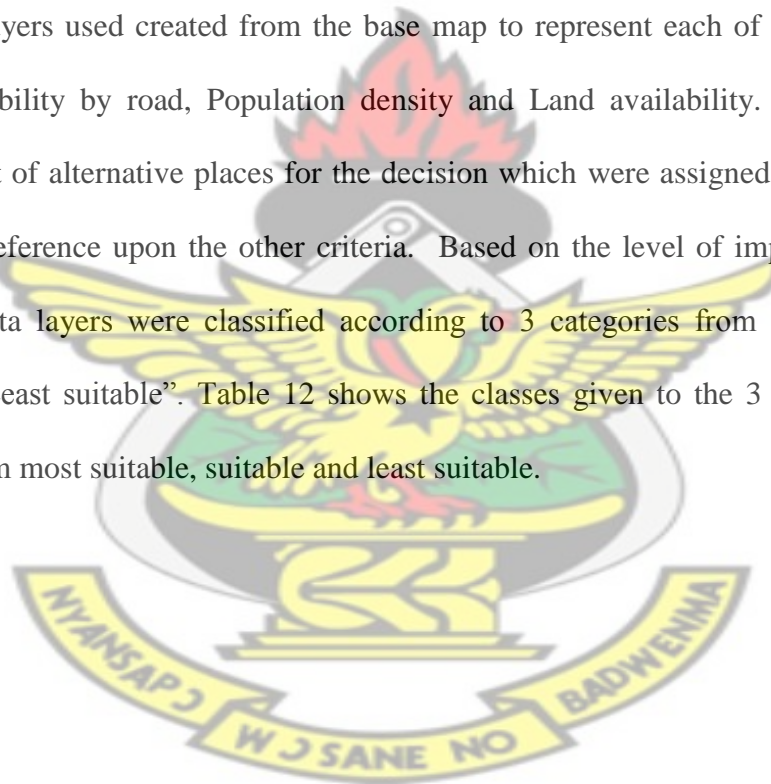 yers used created from the base map to represent each of
bility by road, Population density and Land availability.
t of alternative places for the decision which were assigned
eference upon the other criteria. Based on the level of imp
ta layers were classified according to 3 categories from
east suitable”. Table 12 shows the classes given to the 3
n most suitable, suitable and least suitable.
NYANSAPƆ WƆSANE NO BADWENMA